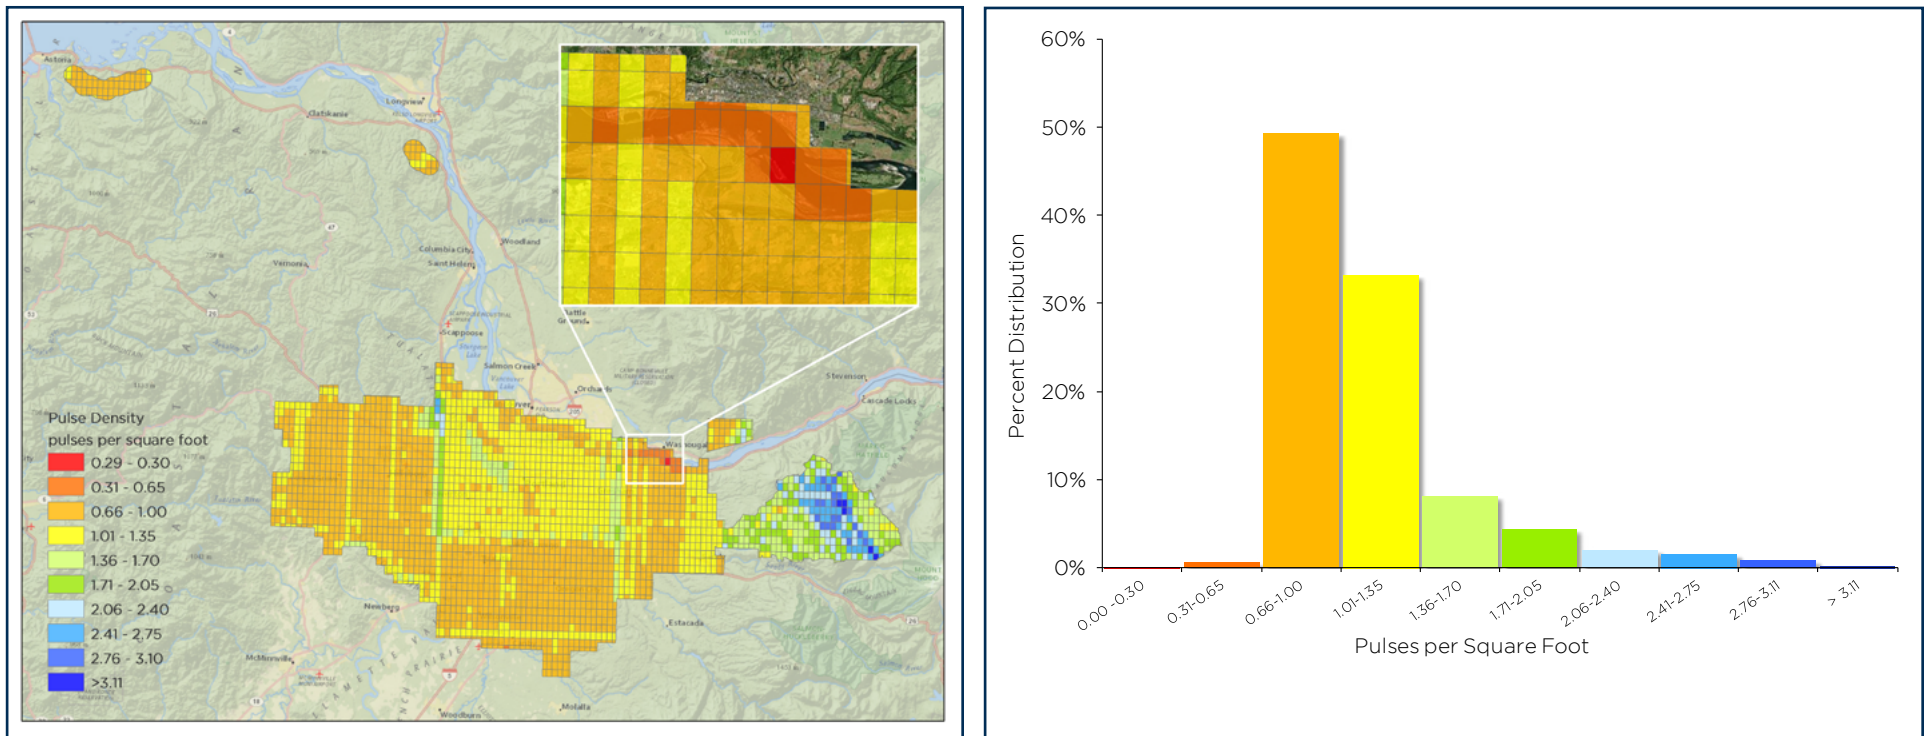 Astoria
Longview
Clatskanie
Columbia City
Woodland
Saint Helens
Vernonia
47
Battle
Ground
Scappoose
Salmon Creek
Vancouver
Lake
Orchards
Stevenson
Cascade Locks
Washougal
Newberg
Estacada
McMinnville
Woodburn
Molalla
Pulse Density
pulses per square foot
0.29 - 0.30
0.31 - 0.65
0.66 - 1.00
1.01 - 1.35
1.36 - 1.70
1.71 - 2.05
2.06 - 2.40
2.41 - 2.75
2.76 - 3.10
>3.11
60%
50%
40%
30%
20%
10%
0%
Percent Distribution
0.00 -0.30
0.31-0.65
0.66-1.00
1.01-1.35
1.36-1.70
1.71-2.05
2.06-2.40
2.41-2.75
2.76-3.11
> 3.11
Pulses per Square Foot